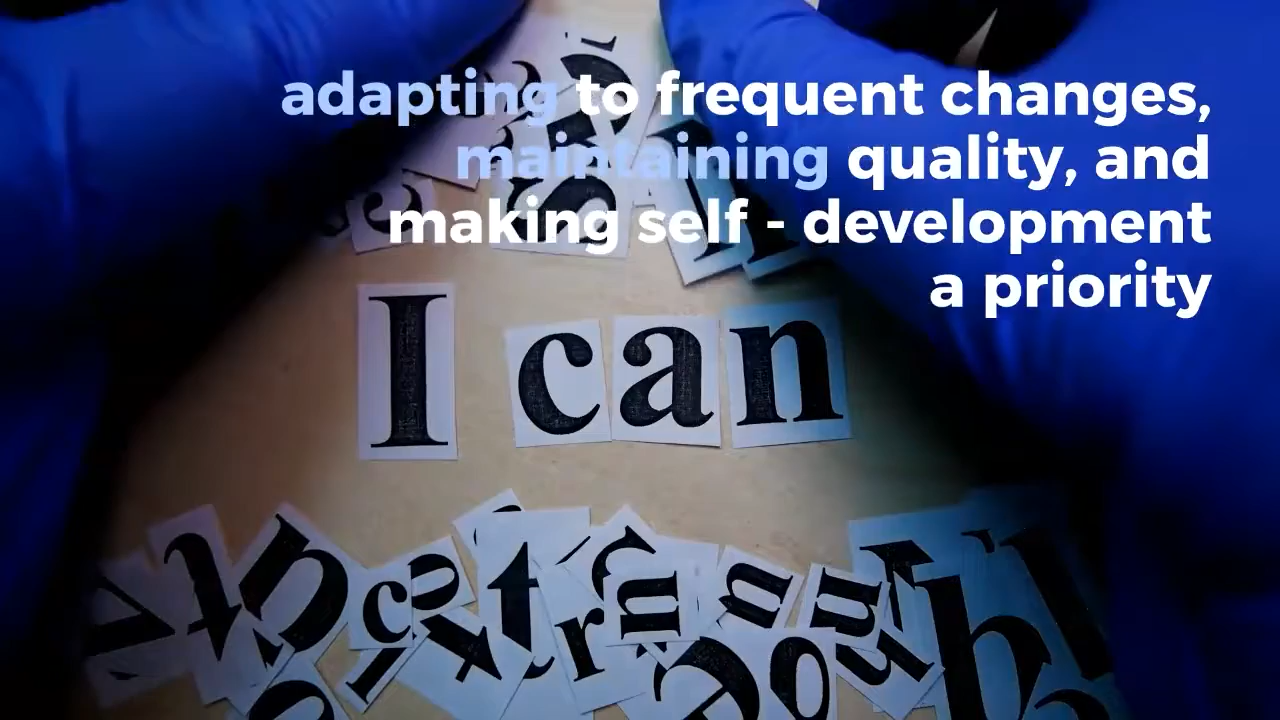 adapting to frequent changes,
maintaining quality, and
making self - development
a priority
I can